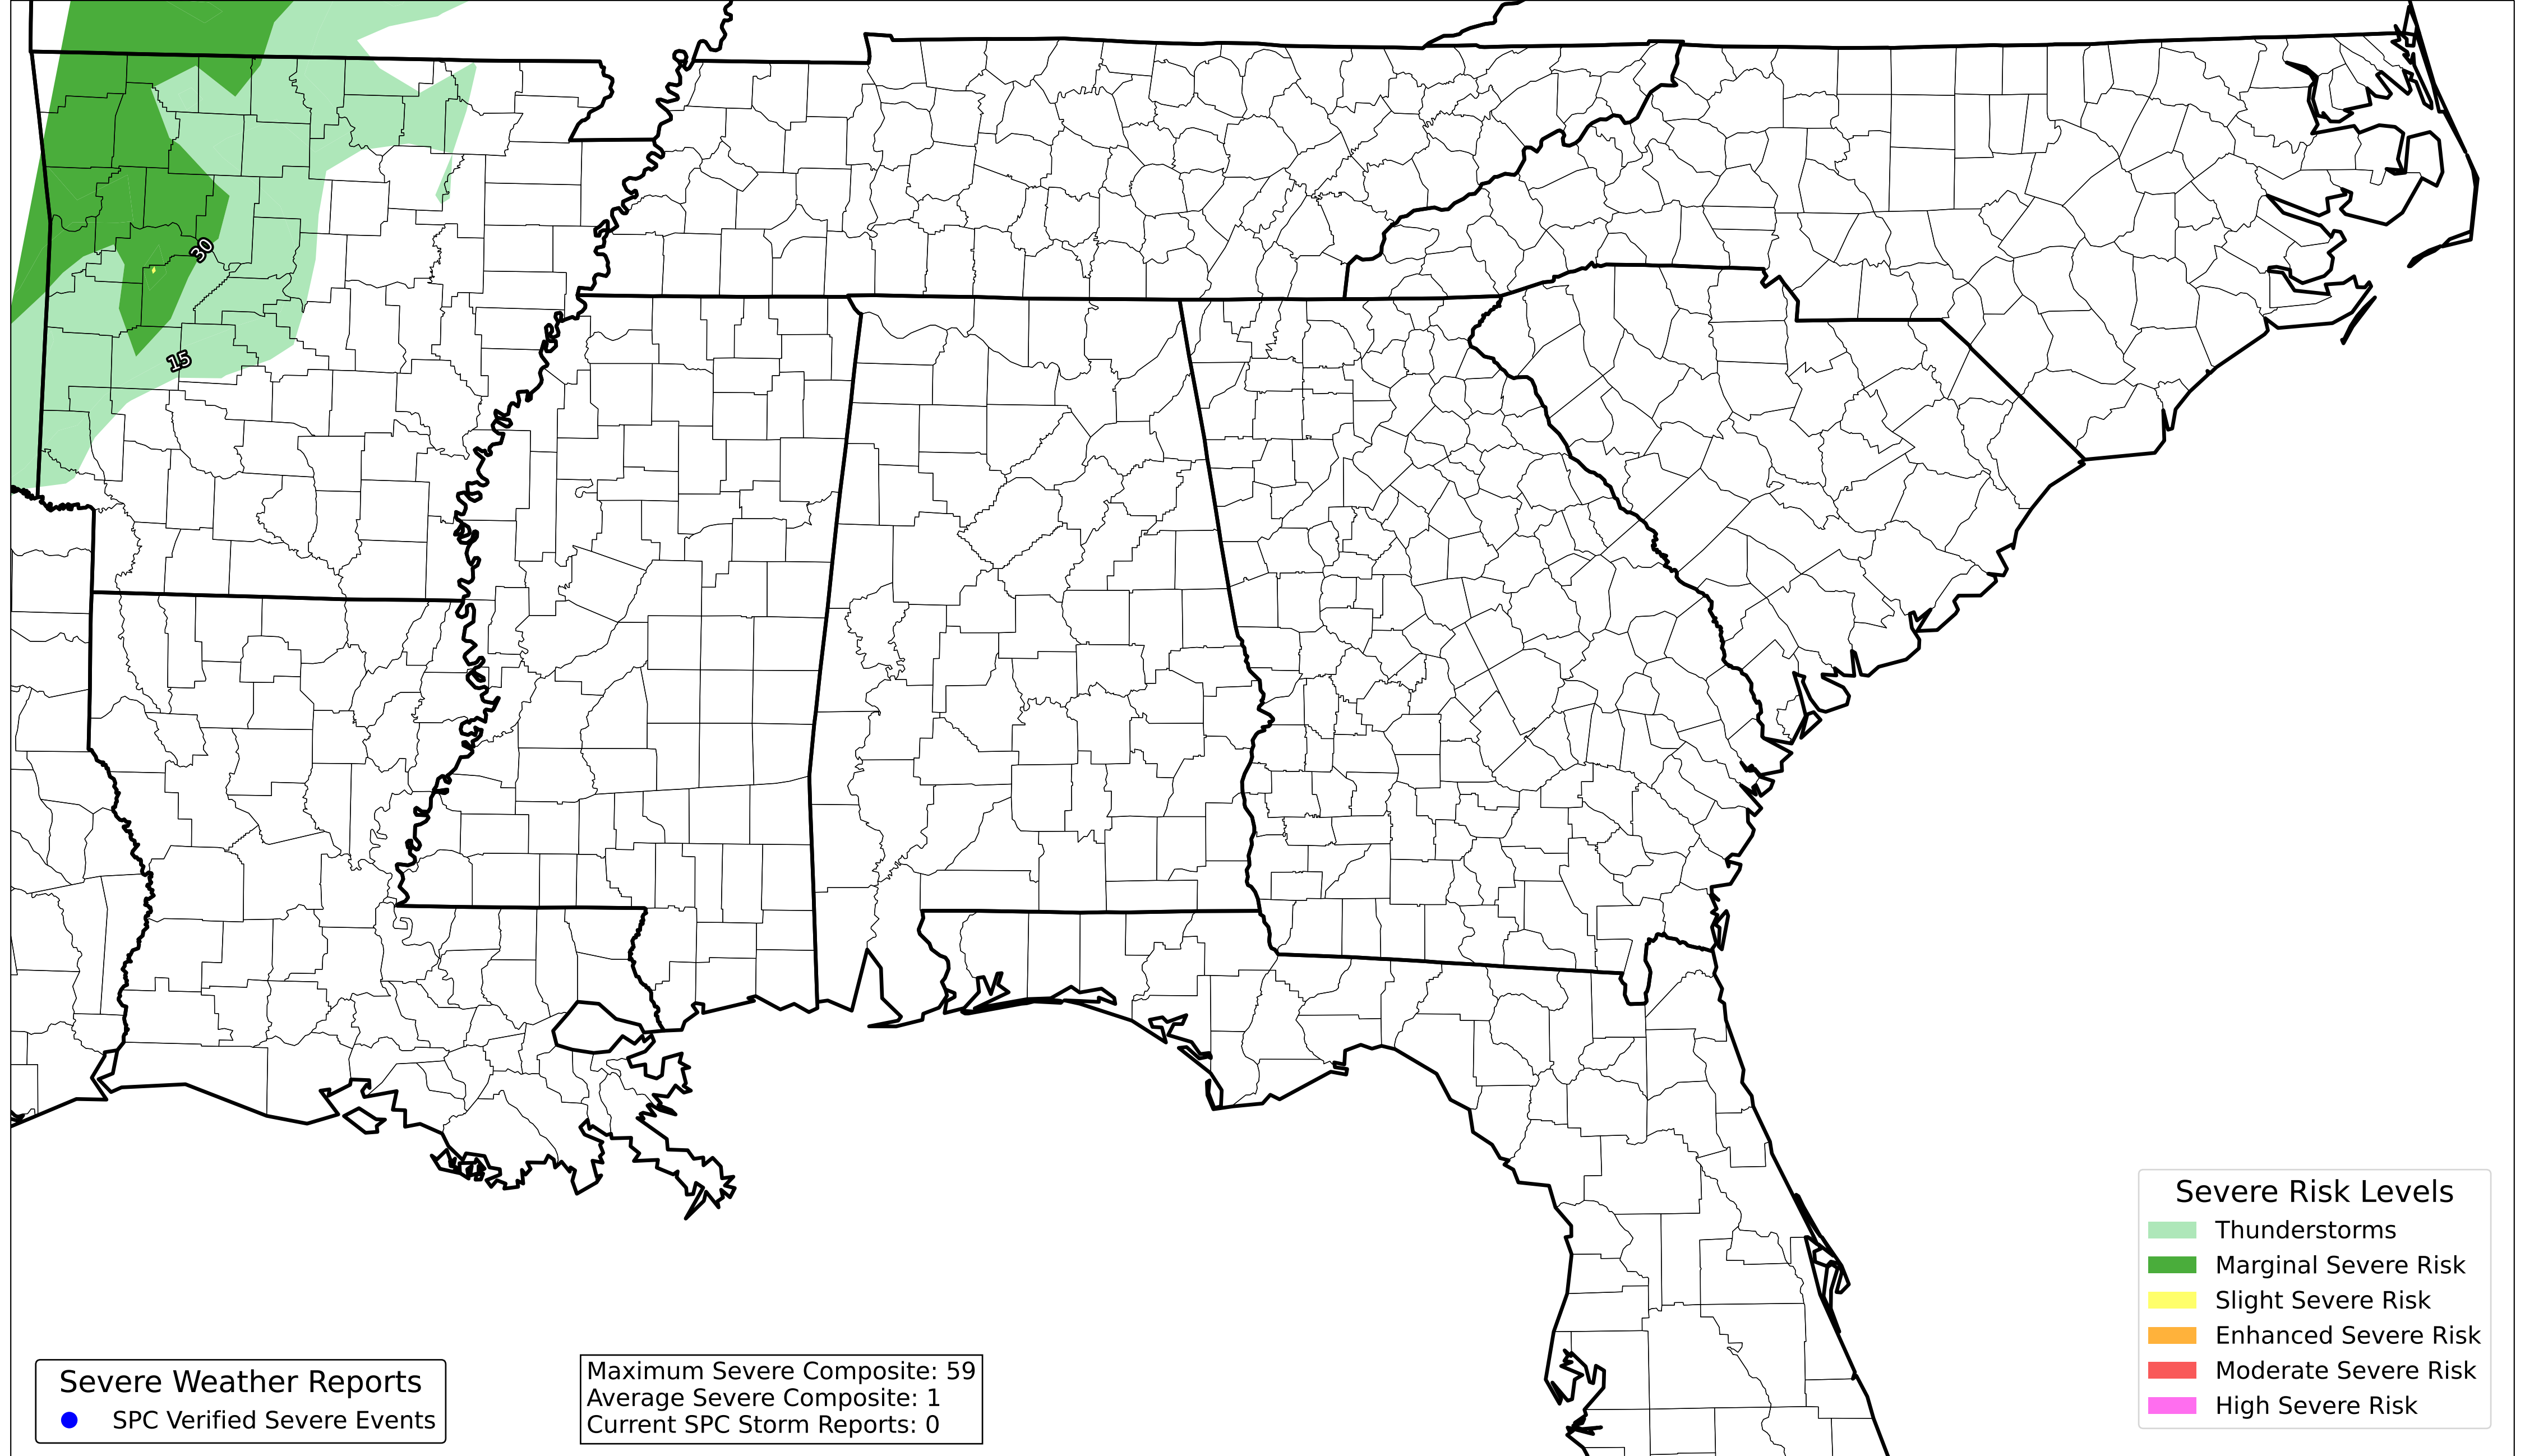 30
15
Severe Risk Levels
Thunderstorms
Marginal Severe Risk
Slight Severe Risk
Enhanced Severe Risk
Moderate Severe Risk
High Severe Risk
Severe Weather Reports
SPC Verified Severe Events
Maximum Severe Composite: 59
Average Severe Composite: 1
Current SPC Storm Reports: 0